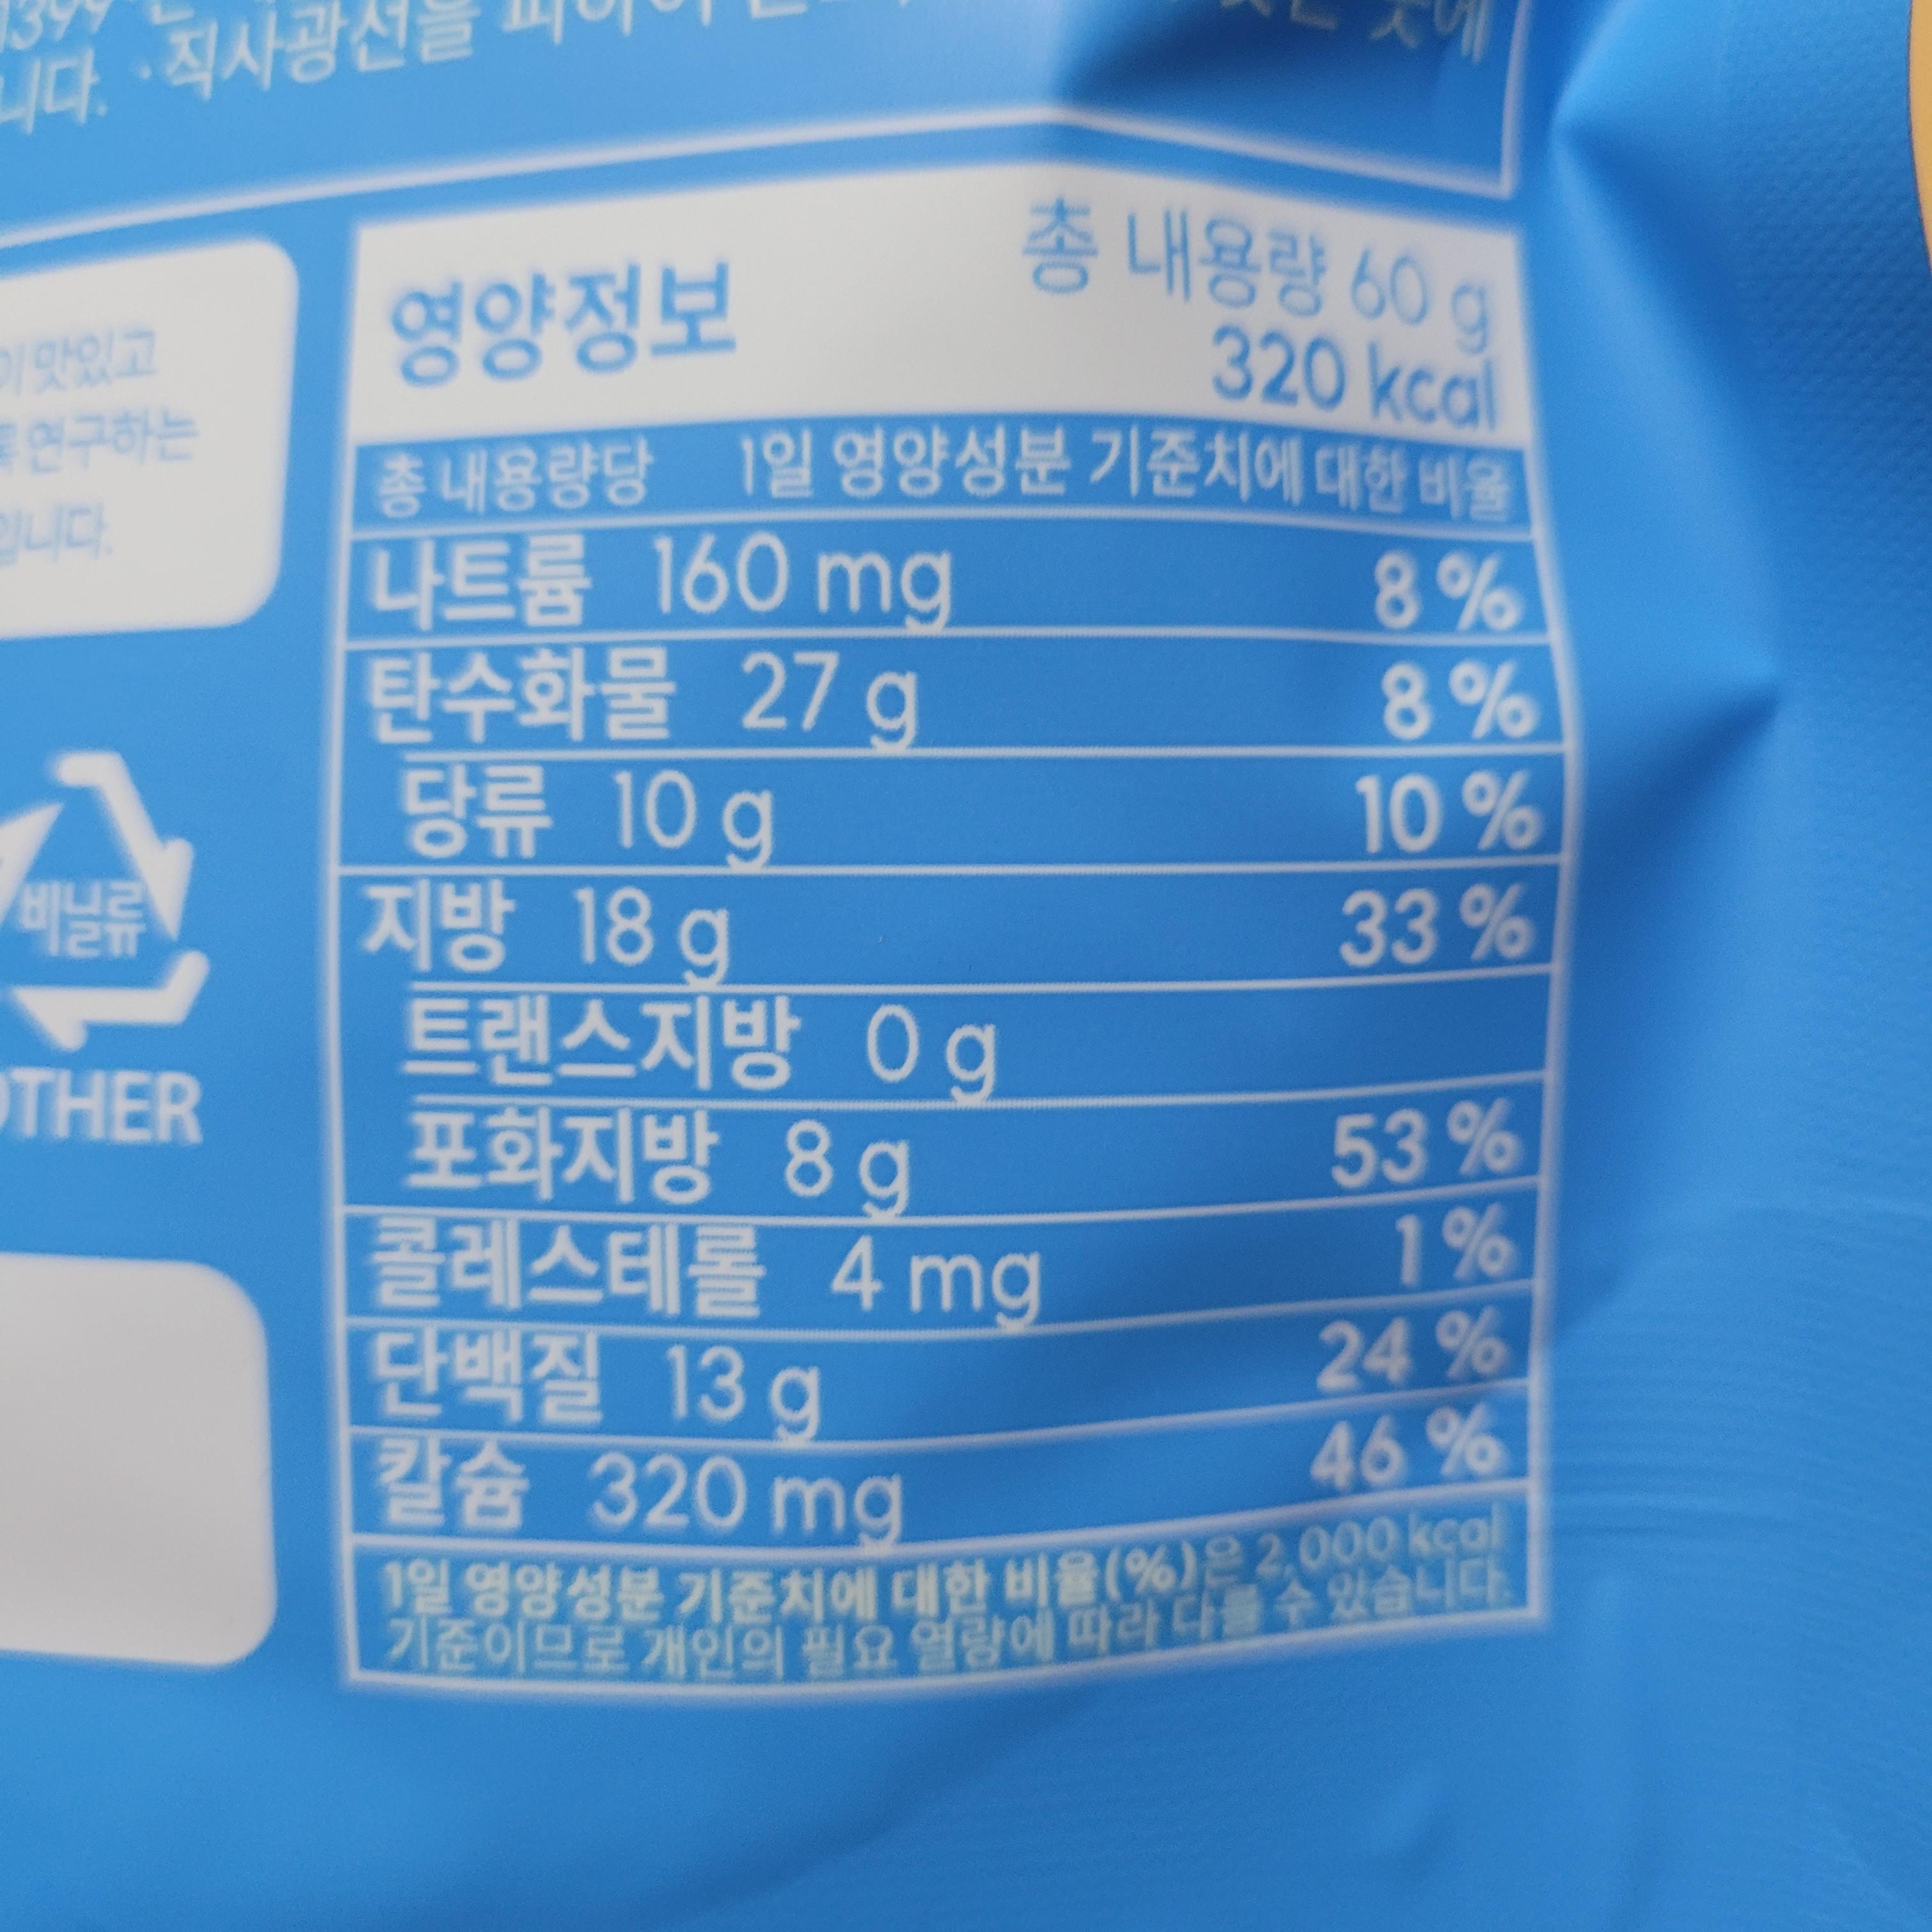 니다. ·직사광선을
이 맛있고
연구하는
입니다.
비닐류
OTHER
영양정보
총 내용량 60 g
320 kcal
총 내용량당 1일 영양성분 기준치에 대한 비율
나트륨 160 mg 8 %
탄수화물 27 g 8 %
당류 10 g 10 %
지방 18 g 33 %
트랜스지방 0 g
포화지방 8 g 53 %
콜레스테롤 4 mg 1 %
단백질 13 g 24 %
칼슘 320 mg 46 %
1일 영양성분 기준치에 대한 비율(%)은 2,000 kcal
기준이므로 개인의 필요 열량에 따라 다를 수 있습니다.